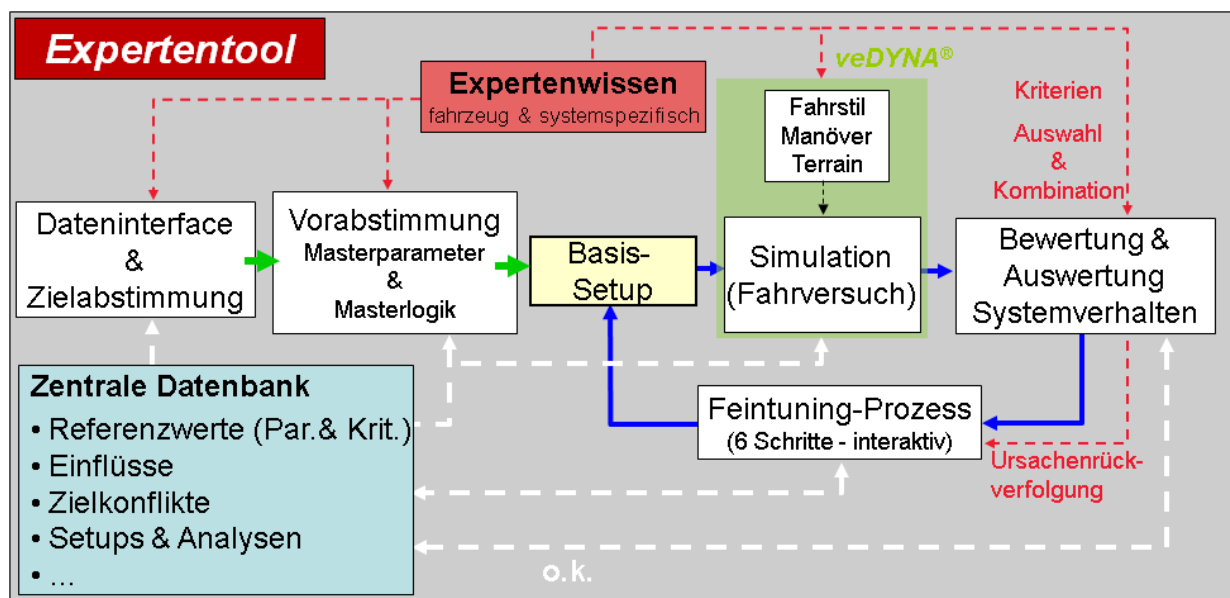 Expertentool
Expertenwissen
fahrzeug & systemspezifisch
veDYNA®
Fahrstil
Manöver
Terrain
Kriterien
Auswahl
&
Kombination
Dateninterface
&
Zielabstimmung
Vorabstimmung
Masterparameter
&
Masterlogik
Basis-
Setup
Simulation
(Fahrversuch)
Bewertung &
Auswertung
Systemverhalten
Zentrale Datenbank
• Referenzwerte (Par.& Krit.)
• Einflüsse
• Zielkonflikte
• Setups & Analysen
• ...
Feintuning-Prozess
(6 Schritte - interaktiv)
Ursachenrück-
verfolgung
o.k.